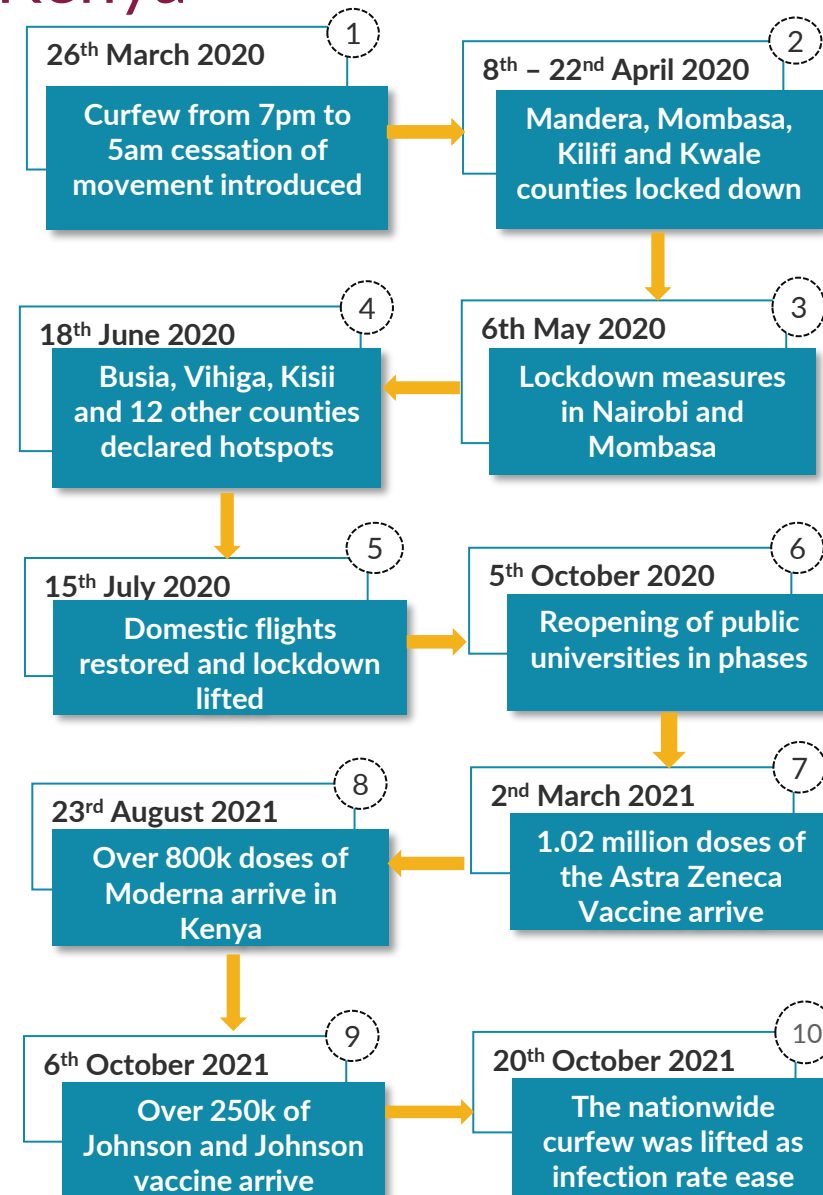 Kenya
1
26th March 2020
Curfew from 7pm to
5am cessation of
movement introduced
2
8th – 22nd April 2020
Mandera, Mombasa,
Kilifi and Kwale
counties locked down
3
6th May 2020
Lockdown measures
in Nairobi and
Mombasa
4
18th June 2020
Busia, Vihiga, Kisii
and 12 other counties
declared hotspots
5
15th July 2020
Domestic flights
restored and lockdown
lifted
6
5th October 2020
Reopening of public
universities in phases
7
2nd March 2021
1.02 million doses of
the Astra Zeneca
Vaccine arrive
8
23rd August 2021
Over 800k doses of
Moderna arrive in
Kenya
9
6th October 2021
Over 250k of
Johnson and Johnson
vaccine arrive
10
20th October 2021
The nationwide
curfew was lifted as
infection rate ease